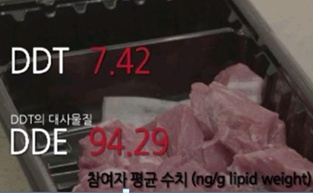 DDT 7.42
DDT의 대사물질
DDE 94.29
참여자 평균 수치 (ng/g lipid weight)